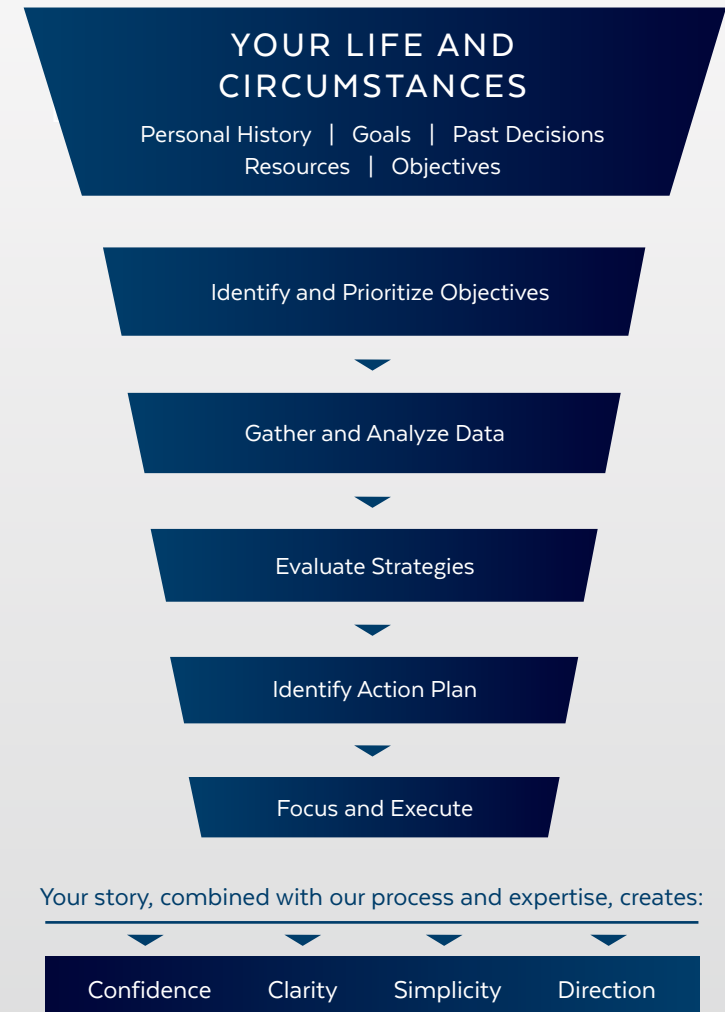 YOUR LIFE AND
CIRCUMSTANCES
Personal History | Goals | Past Decisions
Resources | Objectives
Identify and Prioritize Objectives
Gather and Analyze Data
Evaluate Strategies
Identify Action Plan
Focus and Execute
Your story, combined with our process and expertise, creates:
Confidence Clarity Simplicity Direction